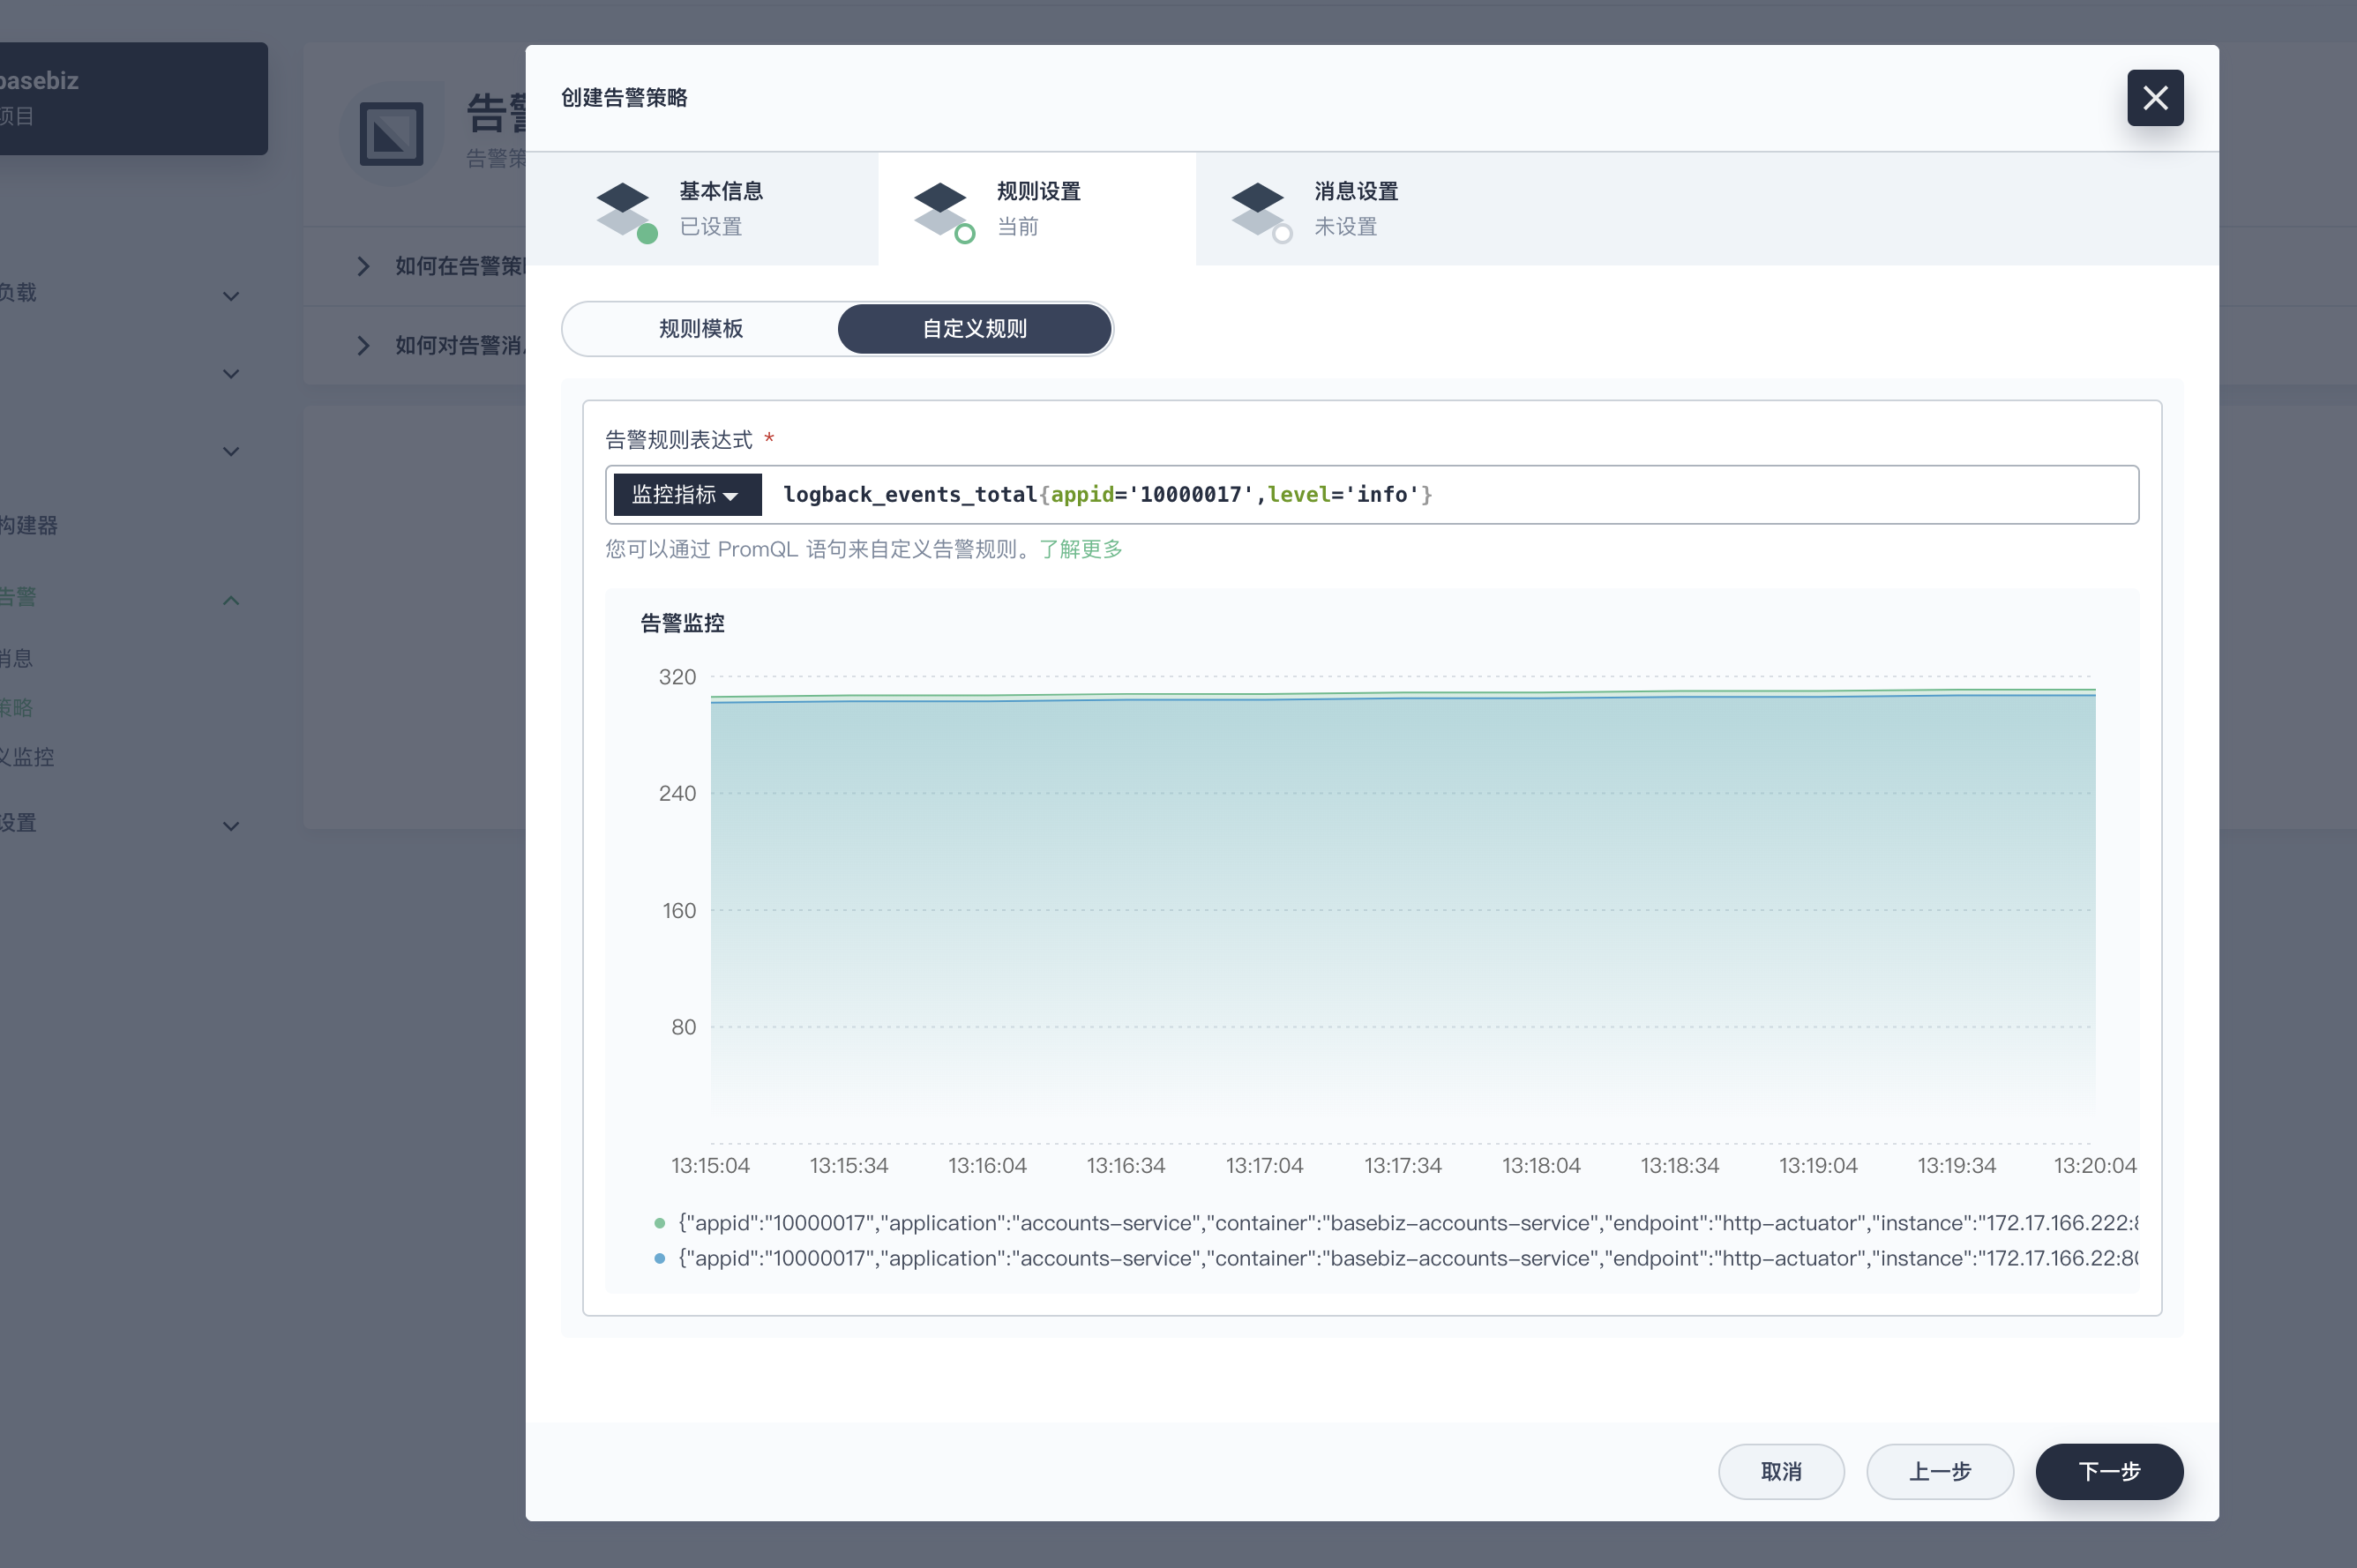 basebiz
项目
负载
构建器
告警
消息
策略
义监控
设置
告警
告警策
如何在告警策略
如何对告警消息
创建告警策略
基本信息
已设置
规则设置
当前
消息设置
未设置
规则模板
自定义规则
告警规则表达式 *
监控指标 logback_events_total{appid='10000017',level='info'}
您可以通过 PromQL 语句来自定义告警规则。了解更多
告警监控
320
240
160
80
13:15:04 13:15:34 13:16:04 13:16:34 13:17:04 13:17:34 13:18:04 13:18:34 13:19:04 13:19:34 13:20:04
{"appid":"10000017","application":"accounts-service","container":"basebiz-accounts-service","endpoint":"http-actuator","instance":"172.17.166.222:8
{"appid":"10000017","application":"accounts-service","container":"basebiz-accounts-service","endpoint":"http-actuator","instance":"172.17.166.22:80
取消
上一步
下一步